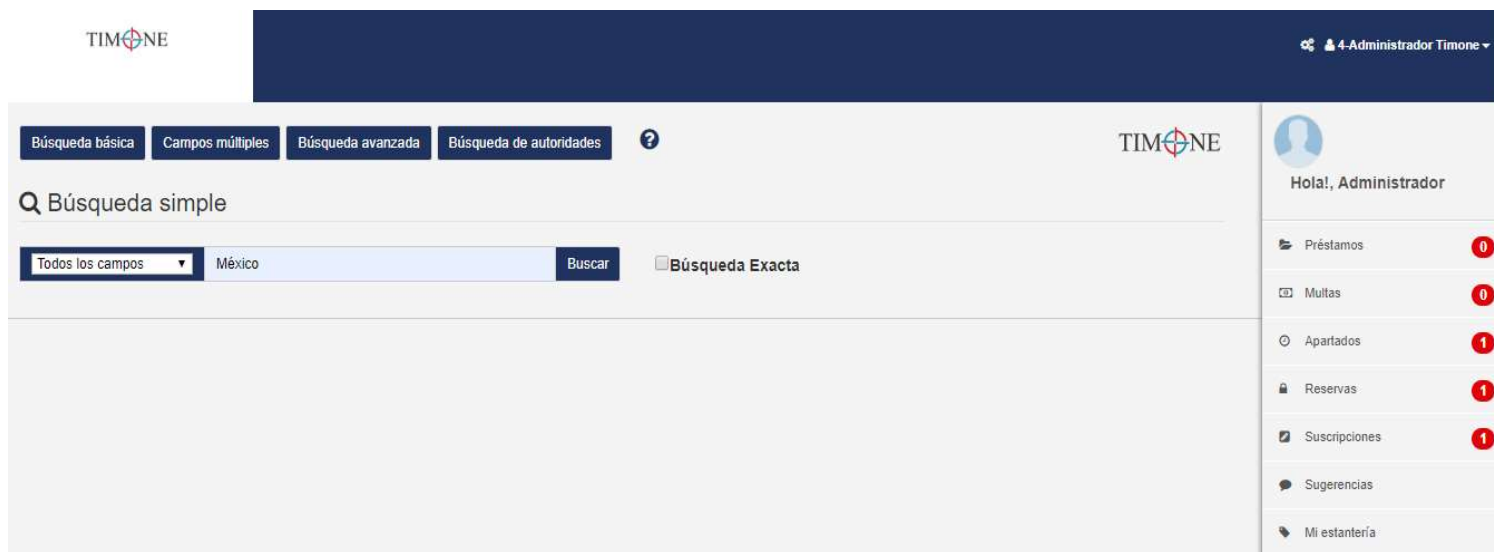 TIMONE
4-Administrador Timone
Búsqueda básica Campos múltiples Búsqueda avanzada Búsqueda de autoridades ?
TIMONE
Búsqueda simple
Todos los campos México Buscar Búsqueda Exacta
Hola!, Administrador
Préstamos 0
Multas 0
Apartados 1
Reservas 1
Suscripciones 1
Sugerencias
Mi estantería